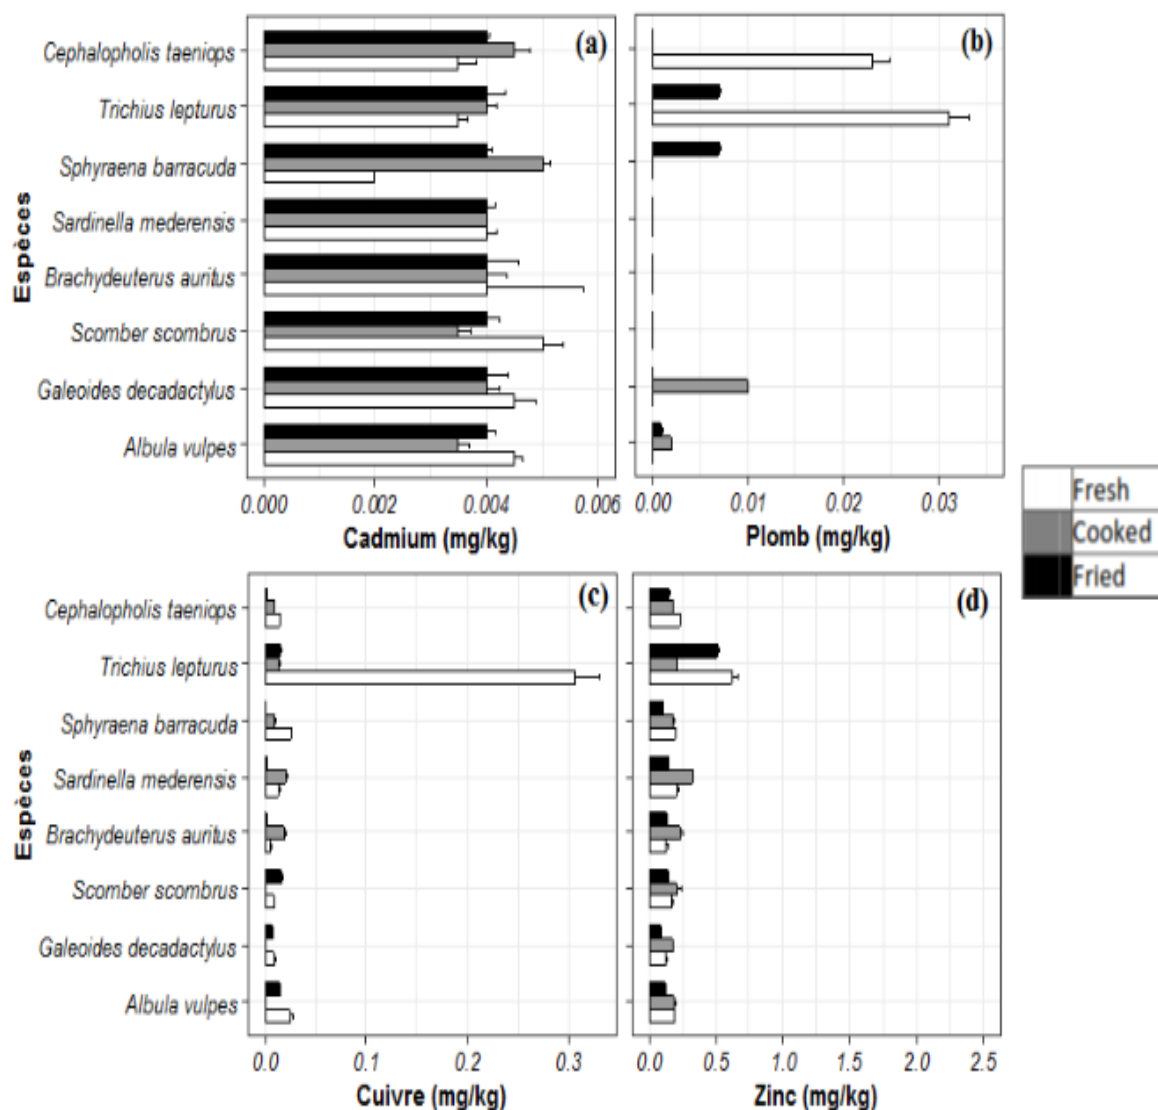 (a)
(b)
Espèces
Cephalopholis taeniops
Trichius lepturus
Sphyraena barracuda
Sardinella mederensis
Brachydeuterus auritus
Scomber scombrus
Galeoides decadactylus
Albula vulpes
0.000 0.002 0.004 0.006
Cadmium (mg/kg)
0.00 0.01 0.02 0.03
Plomb (mg/kg)
Fresh
Cooked
Fried
(c)
(d)
Espèces
Cephalopholis taeniops
Trichius lepturus
Sphyraena barracuda
Sardinella mederensis
Brachydeuterus auritus
Scomber scombrus
Galeoides decadactylus
Albula vulpes
0.0 0.1 0.2 0.3
Cuivre (mg/kg)
0.0 0.5 1.0 1.5 2.0 2.5
Zinc (mg/kg)